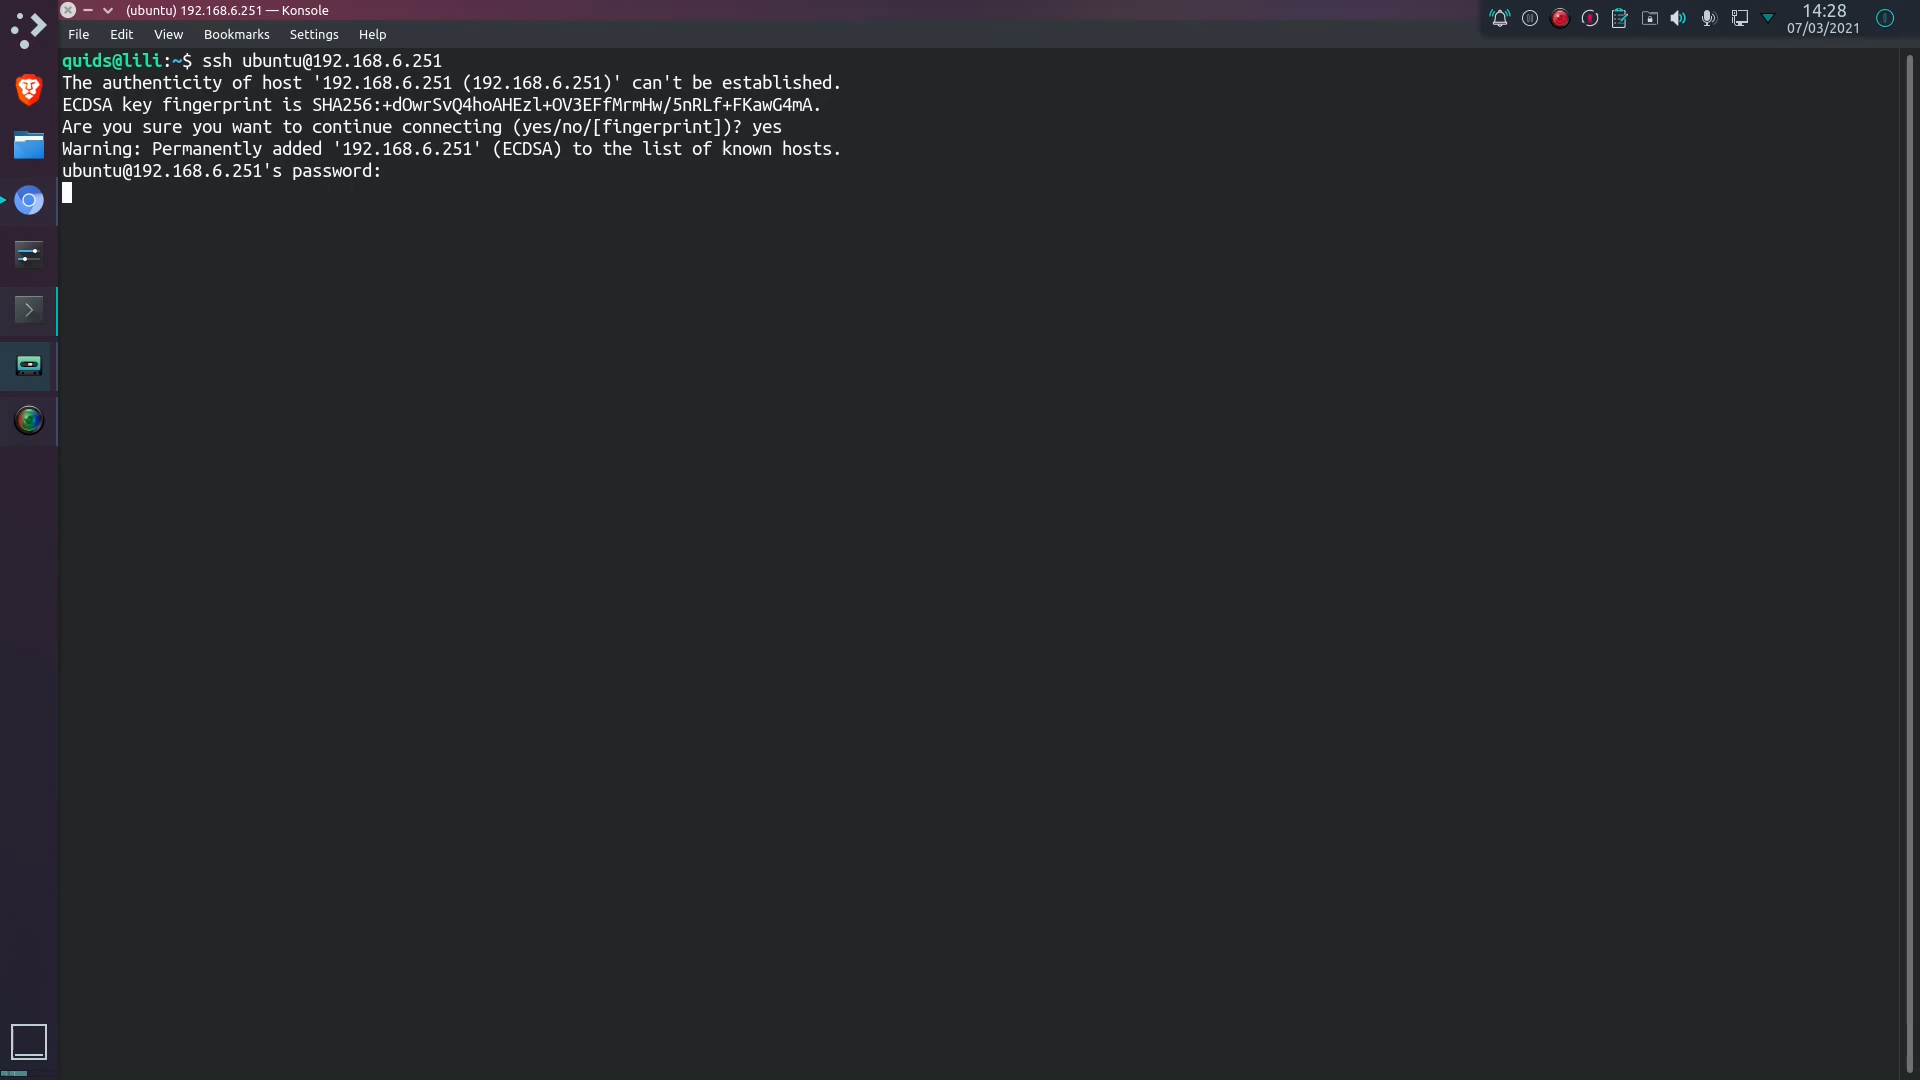 (ubuntu) 192.168.6.251 — Konsole
14:28
07/03/2021
File Edit View Bookmarks Settings Help
quids@lili:~$ ssh ubuntu@192.168.6.251
The authenticity of host '192.168.6.251 (192.168.6.251)' can't be established.
ECDSA key fingerprint is SHA256:+dOwrSvQ4hoAHEzl+OV3EFfMrmHw/5nRLf+FKawG4mA.
Are you sure you want to continue connecting (yes/no/[fingerprint])? yes
Warning: Permanently added '192.168.6.251' (ECDSA) to the list of known hosts.
ubuntu@192.168.6.251's password: